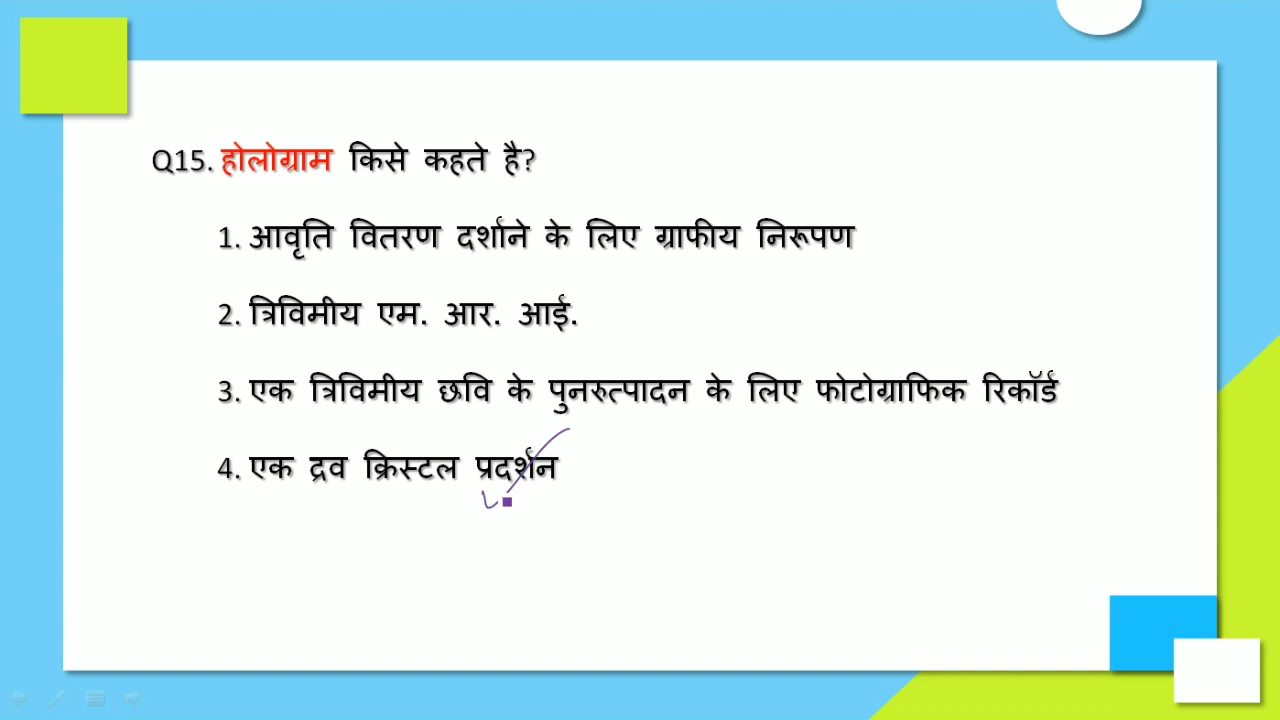 Q15. होलोग्राम किसे कहते है?
1. आवृति वितरण दर्शाने के लिए ग्राफीय निरूपण
2. त्रिविमीय एम. आर. आई.
3. एक त्रिविमीय छवि के पुनरुत्पादन के लिए फोटोग्राफिक रिकॉर्ड
4. एक द्रव क्रिस्टल प्रदर्शन